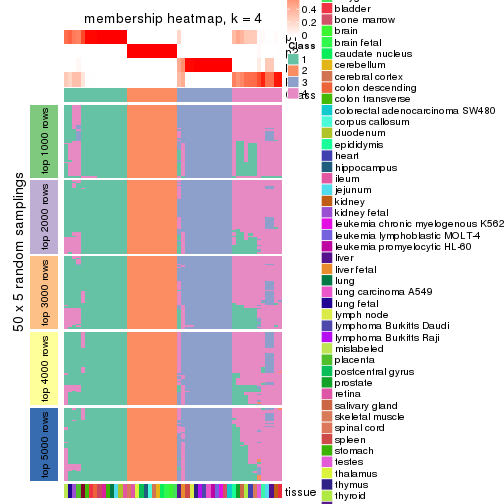 membership heatmap, k = 4
50 x 5 random samplings
top 1000 rows
top 2000 rows
top 3000 rows
top 4000 rows
top 5000 rows
tissue
0.4
0.2
0
Class
1
2
3
bladder
bone marrow
brain
brain fetal
caudate nucleus
cerebellum
cerebral cortex
colon descending
colon transverse
colorectal adenocarcinoma SW480
corpus callosum
duodenum
epididymis
heart
hippocampus
ileum
jejunum
kidney
kidney fetal
leukemia chronic myelogenous K562
leukemia lymphoblastic MOLT-4
leukemia promyelocytic HL-60
liver
liver fetal
lung
lung carcinoma A549
lung fetal
lymph node
lymphoma Burkitts Daudi
lymphoma Burkitts Raji
mislabeled
placenta
postcentral gyrus
prostate
retina
salivary gland
skeletal muscle
spinal cord
spleen
stomach
testes
thalamus
thymus
thyroid